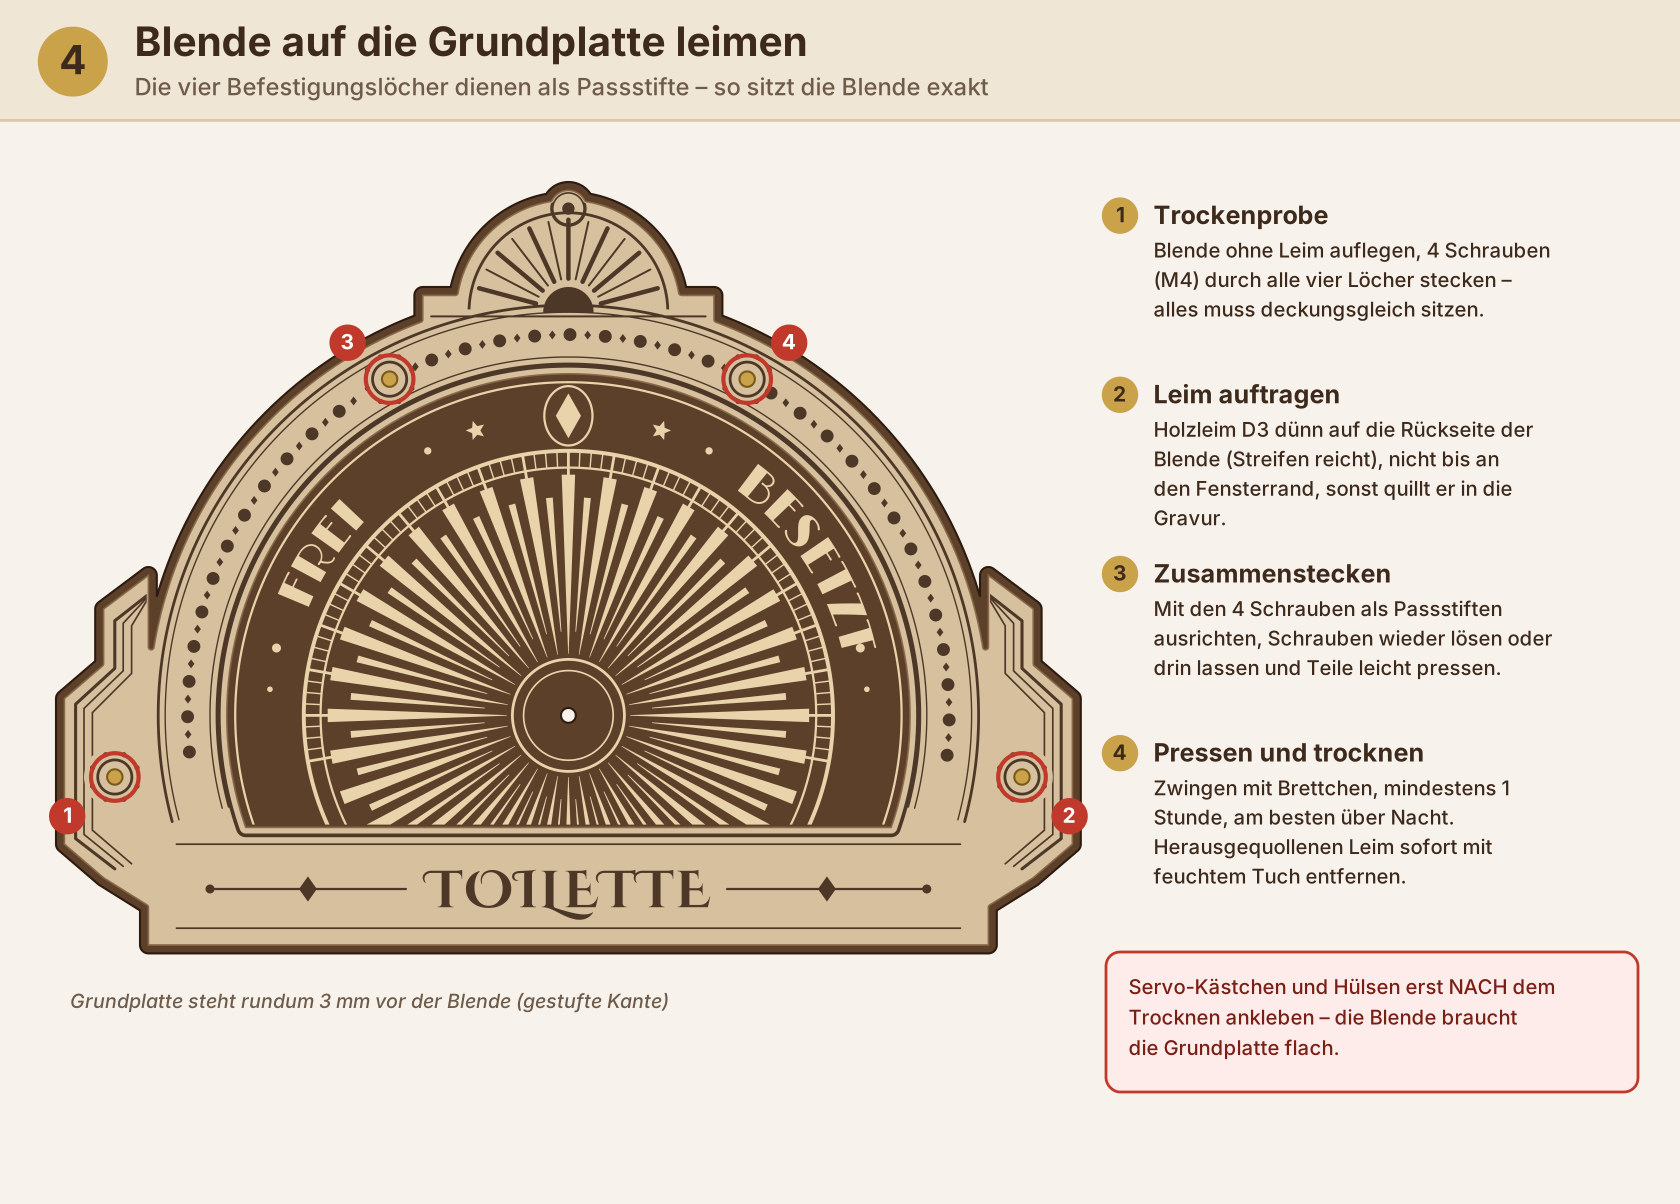 4
Blende auf die Grundplatte leimen
Die vier Befestigungslöcher dienen als Passstifte – so sitzt die Blende exakt
3
4
FREI
BESETZT
1
2
TOILETTE
Grundplatte steht rundum 3 mm vor der Blende (gestufte Kante)
1 Trockenprobe
Blende ohne Leim auflegen, 4 Schrauben
(M4) durch alle vier Löcher stecken –
alles muss deckungsgleich sitzen.
2 Leim auftragen
Holzleim D3 dünn auf die Rückseite der
Blende (Streifen reicht), nicht bis an
den Fensterrand, sonst quillt er in die
Gravur.
3 Zusammenstecken
Mit den 4 Schrauben als Passstiften
ausrichten, Schrauben wieder lösen oder
drin lassen und Teile leicht pressen.
4 Pressen und trocknen
Zwingen mit Brettchen, mindestens 1
Stunde, am besten über Nacht.
Herausgequollenen Leim sofort mit
feuchtem Tuch entfernen.
Servo-Kästchen und Hülsen erst NACH dem
Trocknen ankleben – die Blende braucht
die Grundplatte flach.